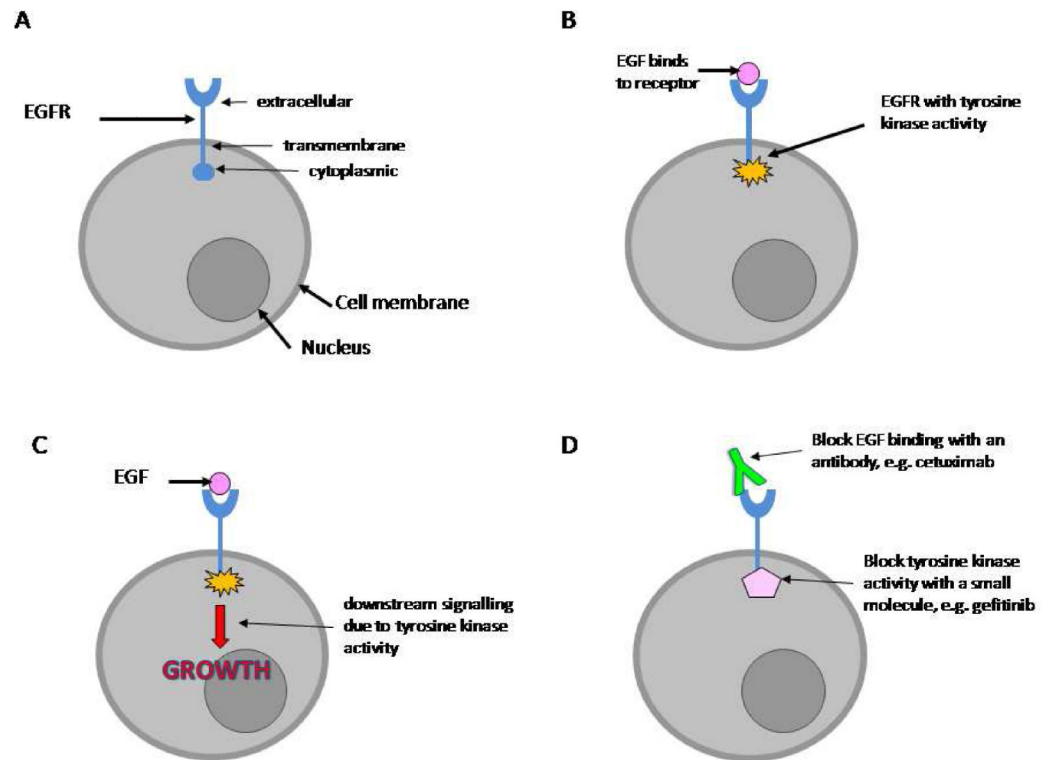 A
EGFR
extracellular
transmembrane
cytoplasmic
Cell membrane
Nucleus
B
EGF binds
to receptor
EGFR with tyrosine
kinase activity
C
EGF
downstream signalling
due to tyrosine kinase
activity
GROWTH
D
Block EGF binding with an
antibody, e.g. cetuximab
Block tyrosine kinase
activity with a small
molecule, e.g. gefitinib